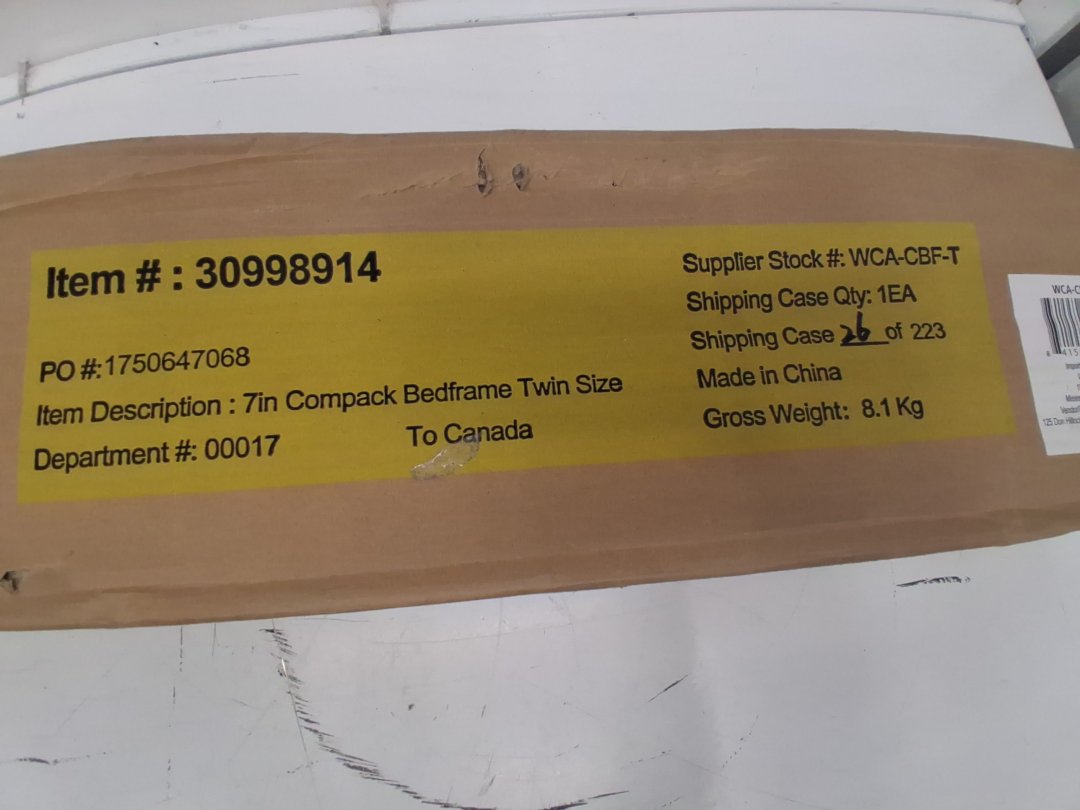 Item # : 30998914
PO #:1750647068
Item Description : 7in Compack Bedframe Twin Size
Department #: 00017
To Canada
Supplier Stock #: WCA-CBF-T
Shipping Case Qty: 1EA
Shipping Case 26 of 223
Made in China
Gross Weight: 8.1 Kg
125 Don